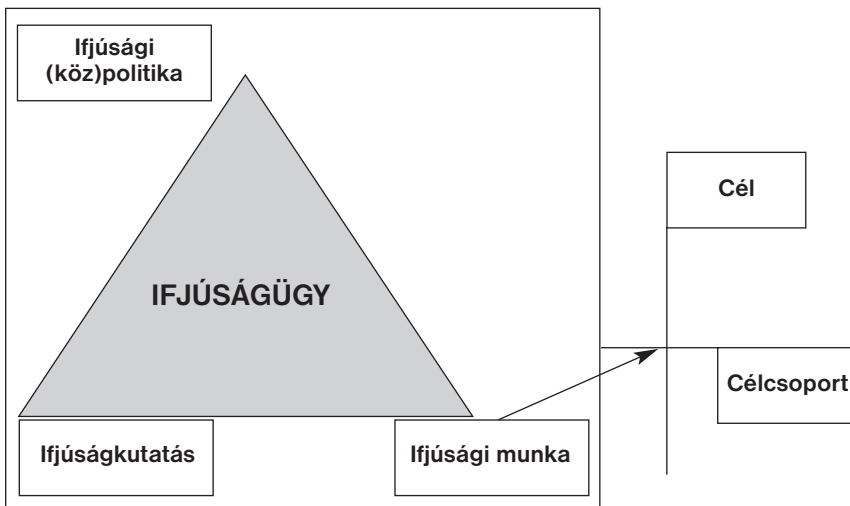 Ifjúsági
(köz)politika
Cél
IFJÚSÁGÜGY
Célcsoport
Ifjúságkutatás
Ifjúsági munka